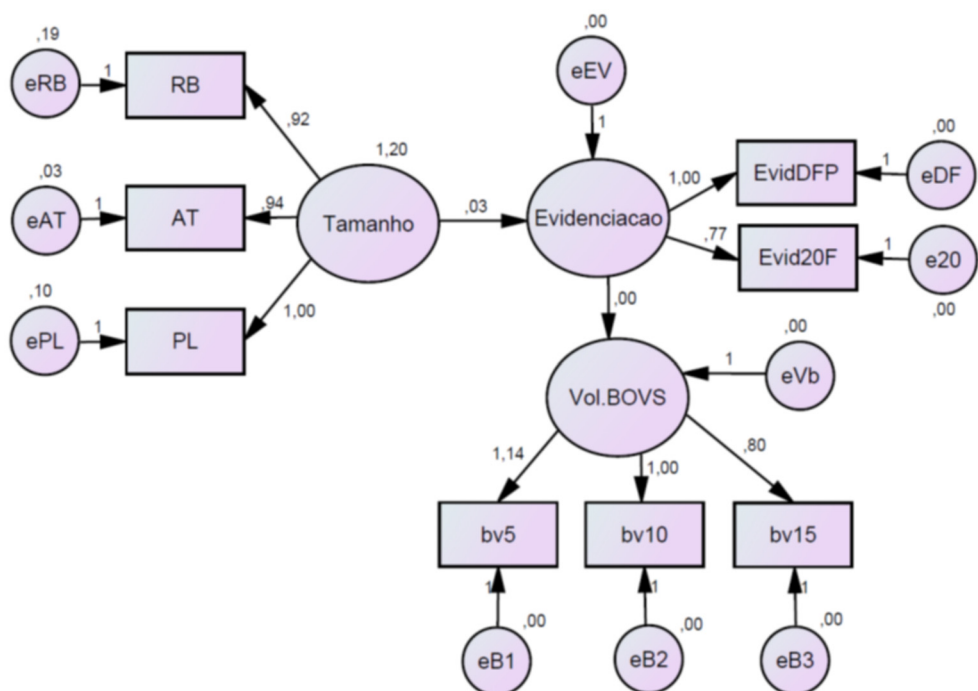 ,19
eRB
1
RB
,92
,03
eAT
1
AT
,94
,10
ePL
1
PL
1,00
1,20
Tamanho
,03
,00
eEV
1
Evidenciacao
1,00
EvidDFP
1
,00
eDF
,77
Evid20F
1
e20
,00
,00
Vol.BOVS
1
,00
eVb
1,14
1,00
,80
bv5
bv10
bv15
1
1
1
,00
,00
,00
eB1
eB2
eB3